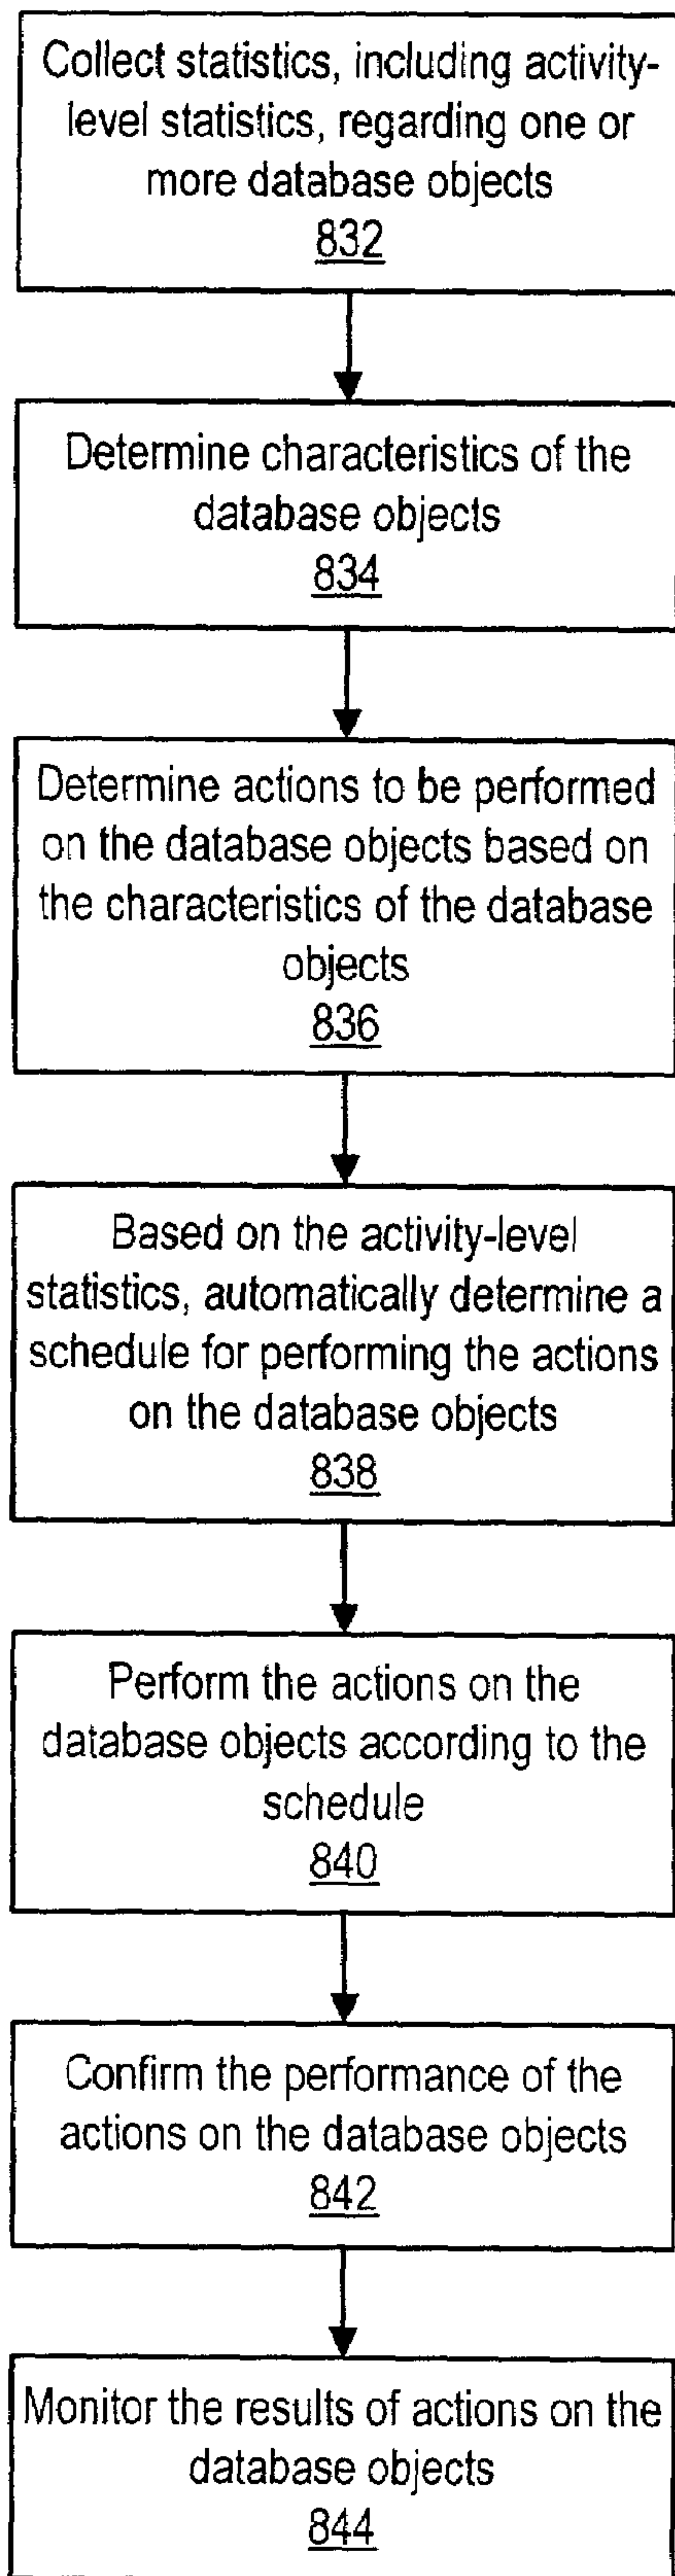 Collect statistics, including activity-
level statistics, regarding one or
more database objects
832
Determine characteristics of the
database objects
834
Determine actions to be performed
on the database objects based on
the characteristics of the database
objects
836
Based on the activity-level
statistics, automatically determine a
schedule for performing the actions
on the database objects
838
Perform the actions on the
database objects according to the
schedule
840
Confirm the performance of the
actions on the database objects
842
Monitor the results of actions on the
database objects
844